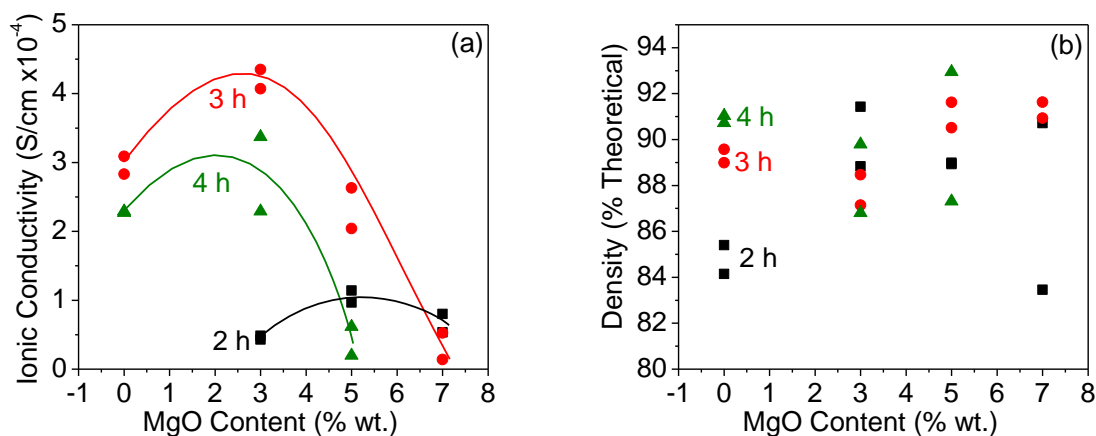 (a)
Ionic Conductivity (S/cm x10⁻⁴)
5
4
3
2
1
0
3 h
4 h
2 h
-1 0 1 2 3 4 5 6 7 8
MgO Content (% wt.)
(b)
Density (% Theoretical)
94
92
90
88
86
84
82
80
4 h
3 h
2 h
-1 0 1 2 3 4 5 6 7 8
MgO Content (% wt.)